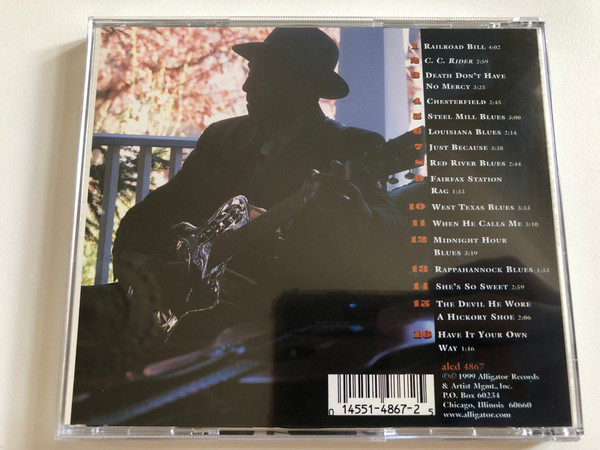 1 RAILROAD BILL 4:02
2 C. C. RIDER 2:59
3 DEATH DON'T HAVE
NO MERCY 3:25
4 CHESTERFIELD 2:45
5 STEEL MILL BLUES 3:00
6 LOUISIANA BLUES 2:14
7 JUST BECAUSE 3:38
8 RED RIVER BLUES 2:44
9 FAIRFAX STATION
RAG 1:33
10 WEST TEXAS BLUES 3:33
11 WHEN HE CALLS ME 3:10
12 MIDNIGHT HOUR
BLUES 3:19
13 RAPPAHANNOCK BLUES 1:55
14 SHE'S SO SWEET 2:59
15 THE DEVIL HE WORE
A HICKORY SHOE 2:06
16 HAVE IT YOUR OWN
WAY 1:46
alcd 4867
℗© 1999 Alligator Records
& Artist Mgmt., Inc.
P.O. Box 60234
Chicago, Illinois 60660
www.alligator.com
0 14551-4867-2 5